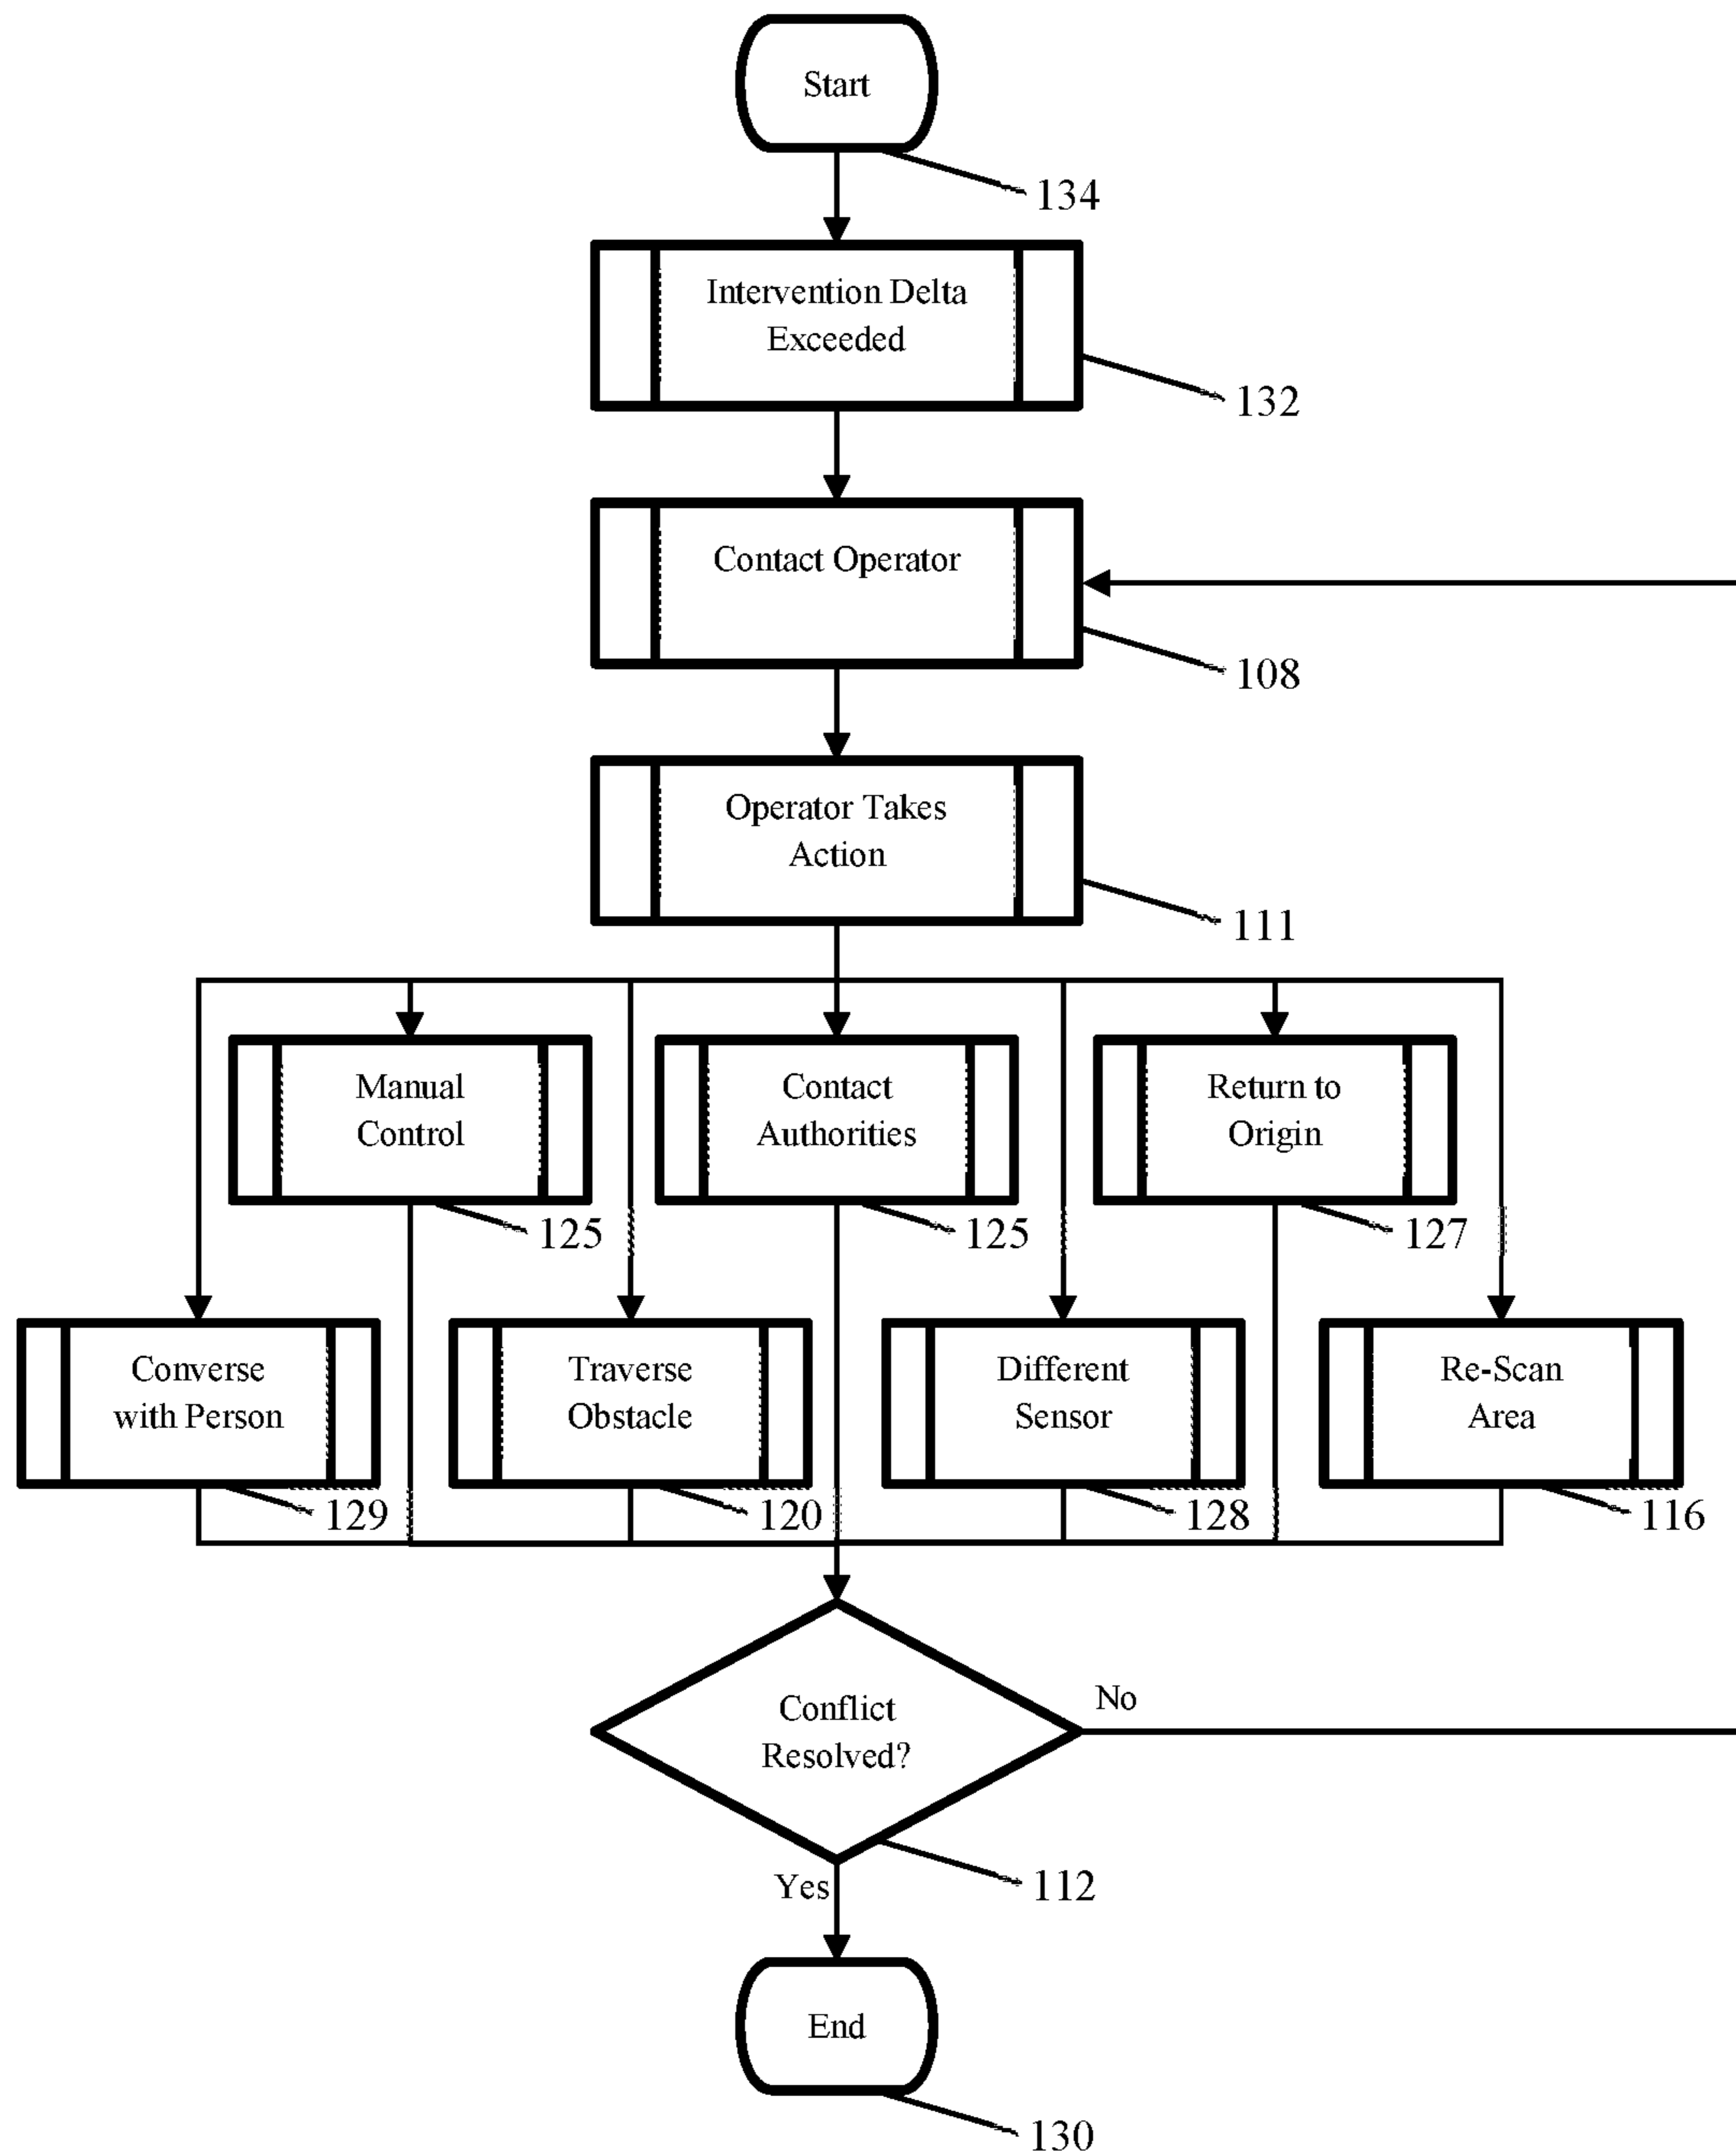 Start
134
Intervention Delta
Exceeded
132
Contact Operator
108
Operator Takes
Action
111
Manual
Control
125
Contact
Authorities
125
Return to
Origin
127
Converse
with Person
129
Traverse
Obstacle
120
Different
Sensor
128
Re-Scan
Area
116
Conflict
Resolved?
No
112
Yes
End
130